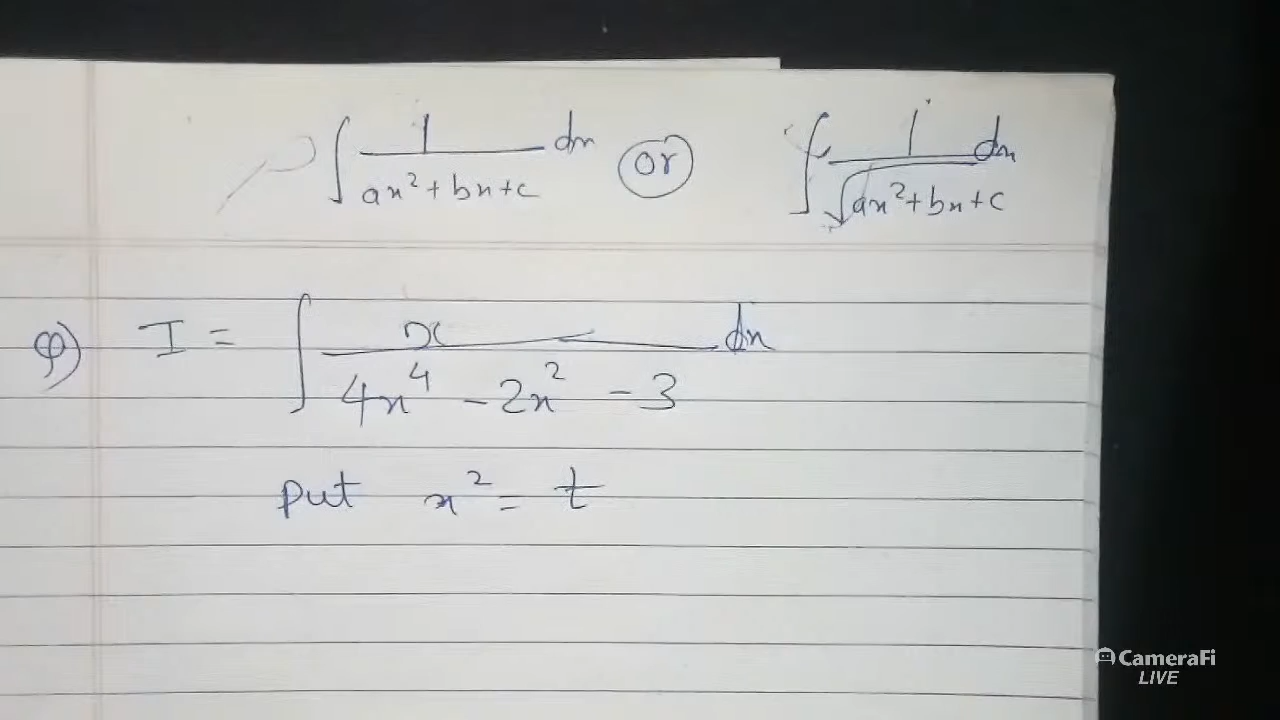 ∫ 1/(ax²+bx+c) dx or ∫ 1/√(ax²+bx+c) dx
Q) I = ∫ x/(4x⁴ - 2x² - 3) dx
put x² = t
CameraFi
LIVE